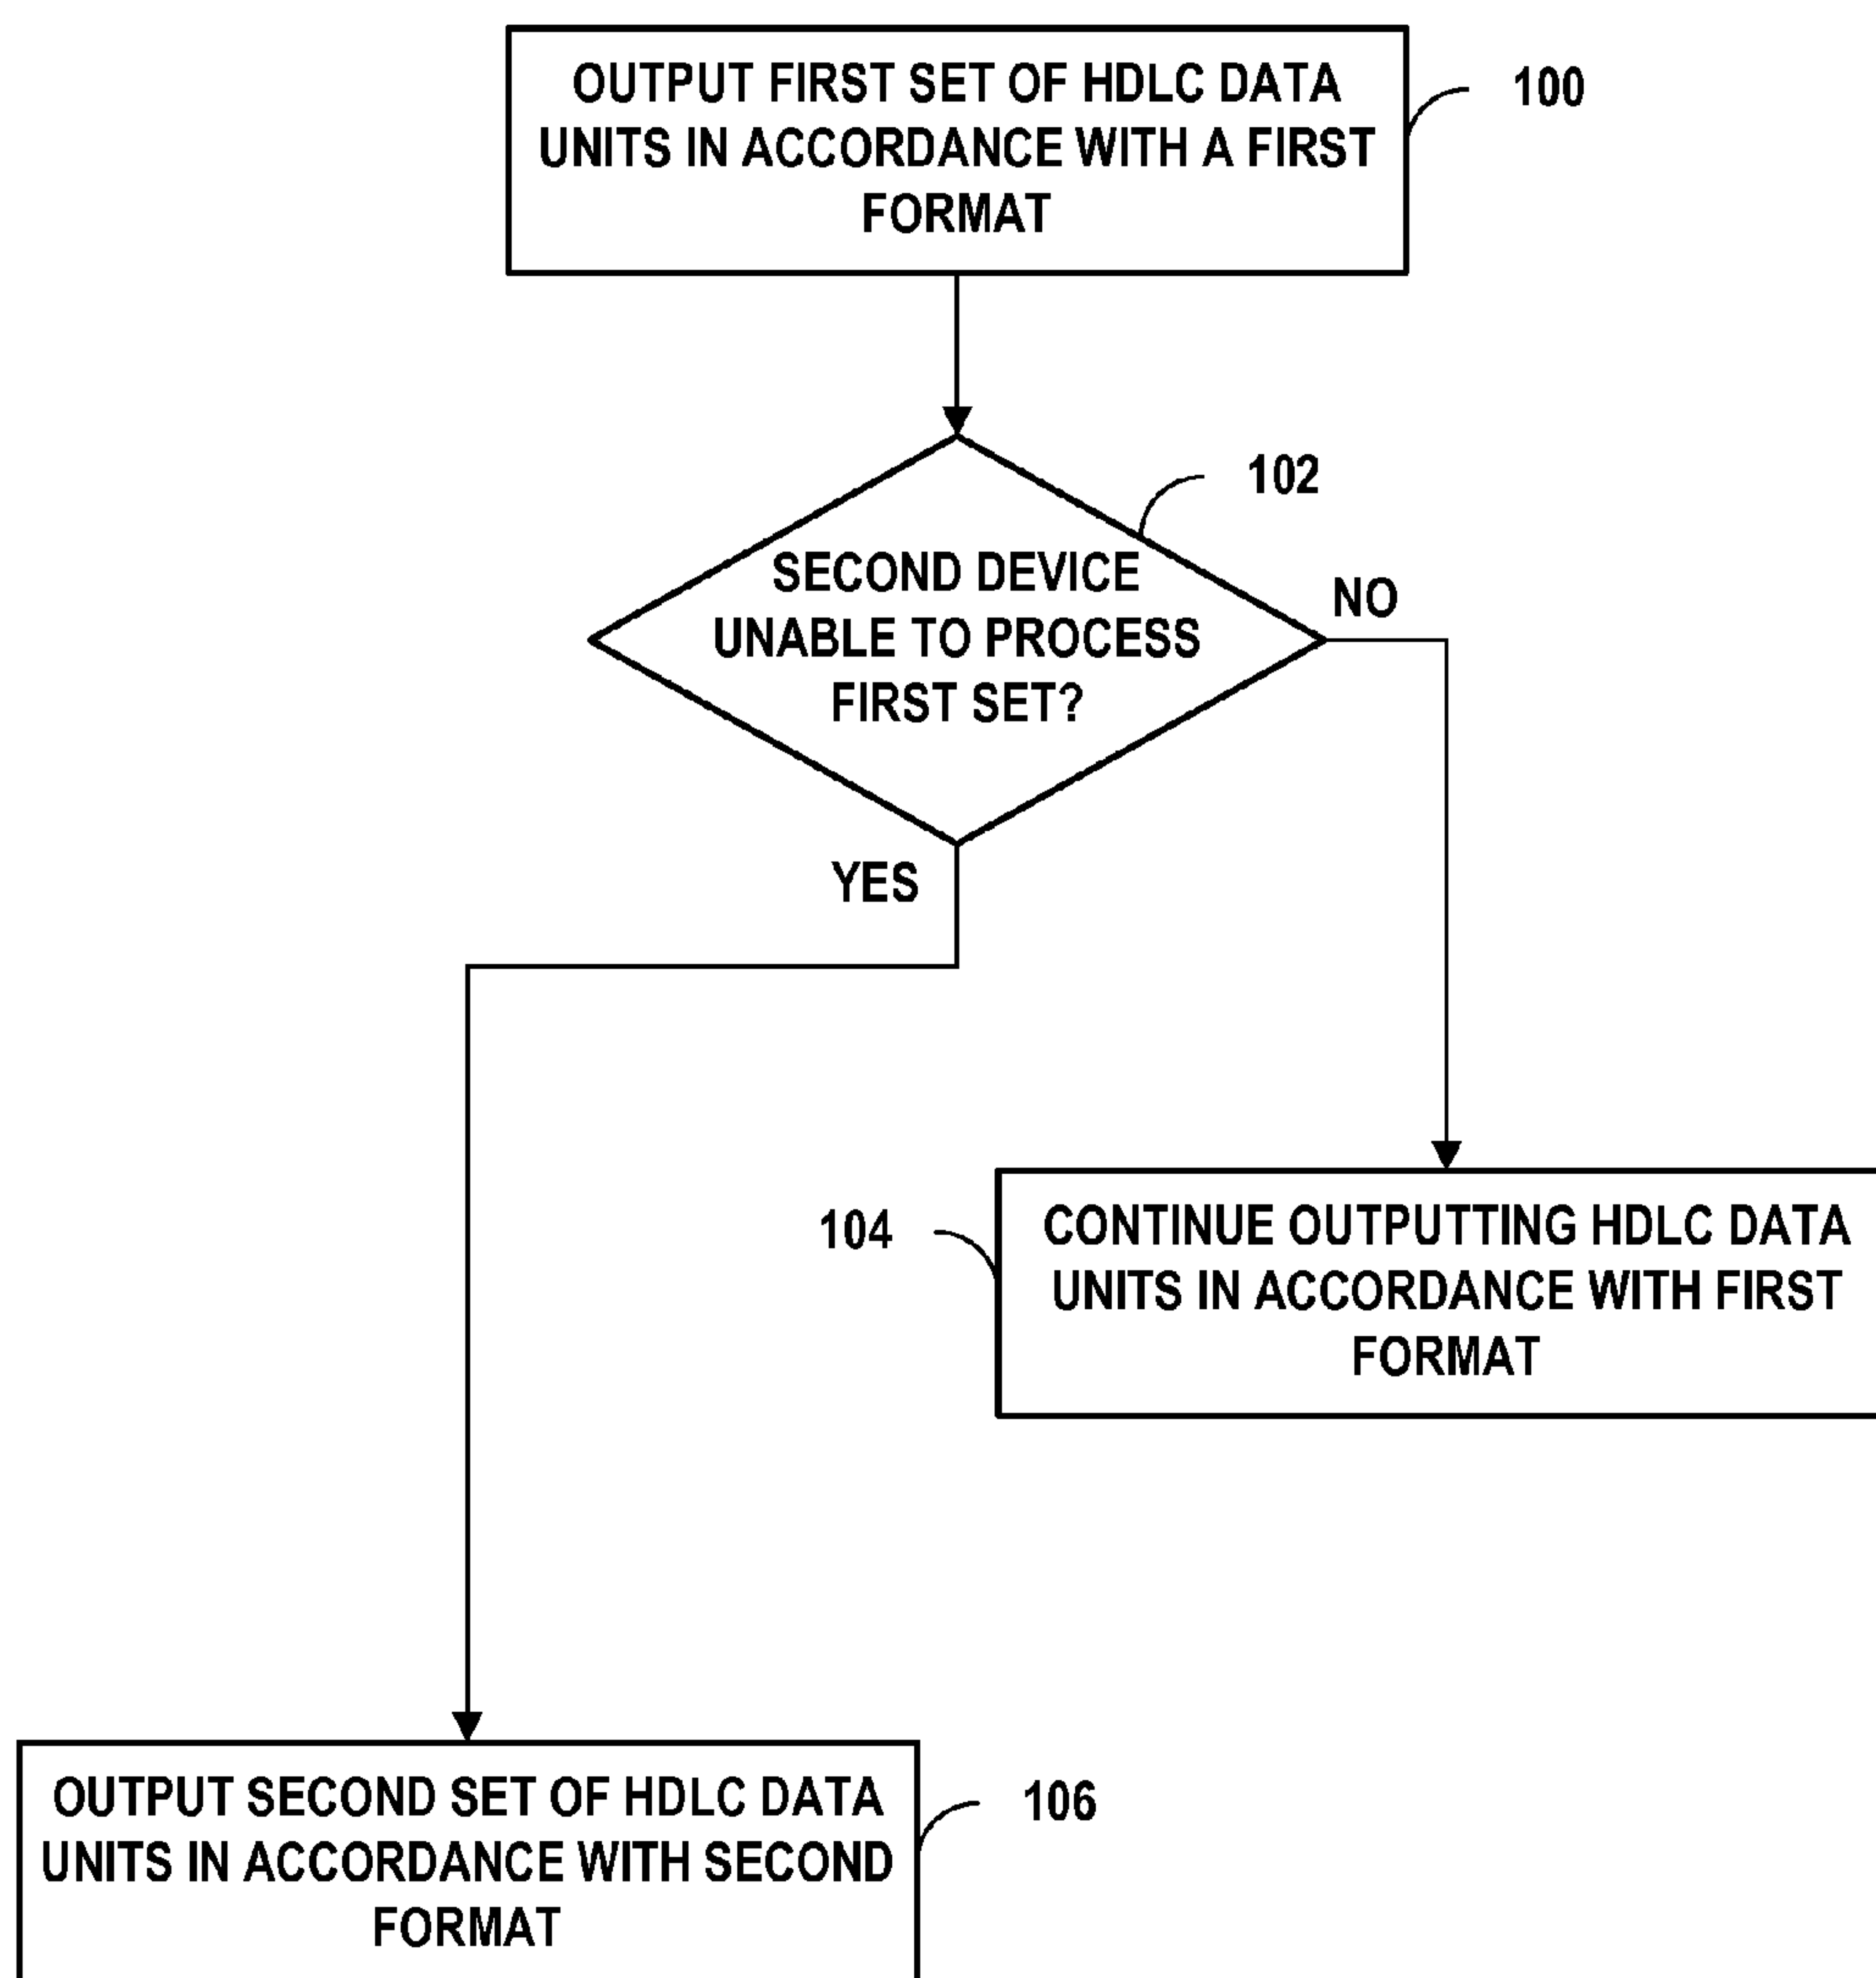 OUTPUT FIRST SET OF HDLC DATA
UNITS IN ACCORDANCE WITH A FIRST
FORMAT
100
102
SECOND DEVICE
UNABLE TO PROCESS
FIRST SET?
NO
YES
104
CONTINUE OUTPUTTING HDLC DATA
UNITS IN ACCORDANCE WITH FIRST
FORMAT
OUTPUT SECOND SET OF HDLC DATA
UNITS IN ACCORDANCE WITH SECOND
FORMAT
106